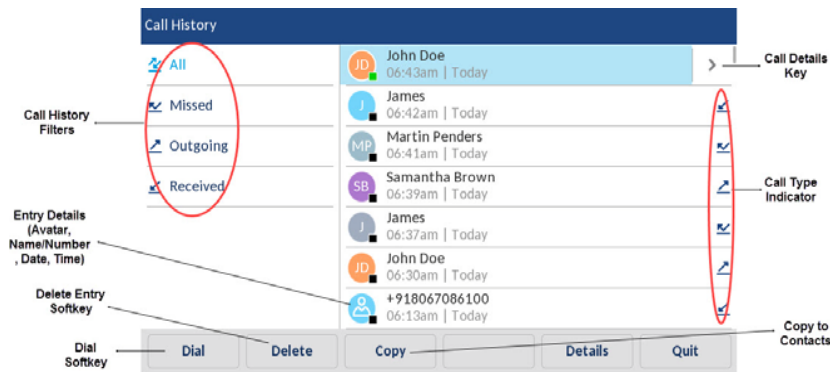 Call History
All
Missed
Outgoing
Received
JD
John Doe
06:43am | Today
J
James
06:42am | Today
MP
Martin Penders
06:41am | Today
SB
Samantha Brown
06:39am | Today
J
James
06:37am | Today
JD
John Doe
06:30am | Today
+918067086100
06:13am | Today
Dial
Delete
Copy
Details
Quit
Call History
Filters
Entry Details
(Avatar,
Name/Number
, Date, Time)
Delete Entry
Softkey
Dial
Softkey
Call Details
Key
Call Type
Indicator
Copy to
Contacts